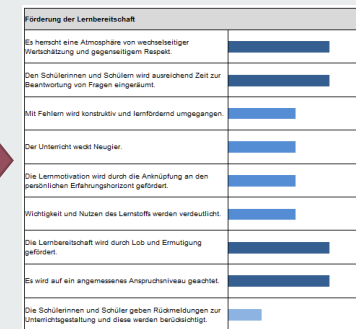 Förderung der Lernbereitschaft
Es herrscht eine Atmosphäre von wechselseitiger
Wertschätzung und gegenseitigem Respekt.
Den Schülerinnen und Schülern wird ausreichend Zeit zur
Beantwortung von Fragen eingeräumt.
Mit Fehlern wird konstruktiv und lernfördernd umgegangen.
Der Unterricht weckt Neugier.
Die Lernmotivation wird durch die Anknüpfung an den
persönlichen Erfahrungshorizont gefördert.
Wichtigkeit und Nutzen des Lernstoffs werden verdeutlicht.
Die Lernbereitschaft wird durch Lob und Ermutigung
gefördert.
Es wird auf ein angemessenes Anspruchsniveau geachtet.
Die Schülerinnen und Schüler geben Rückmeldungen zur
Unterrichtsgestaltung und diese werden berücksichtigt.